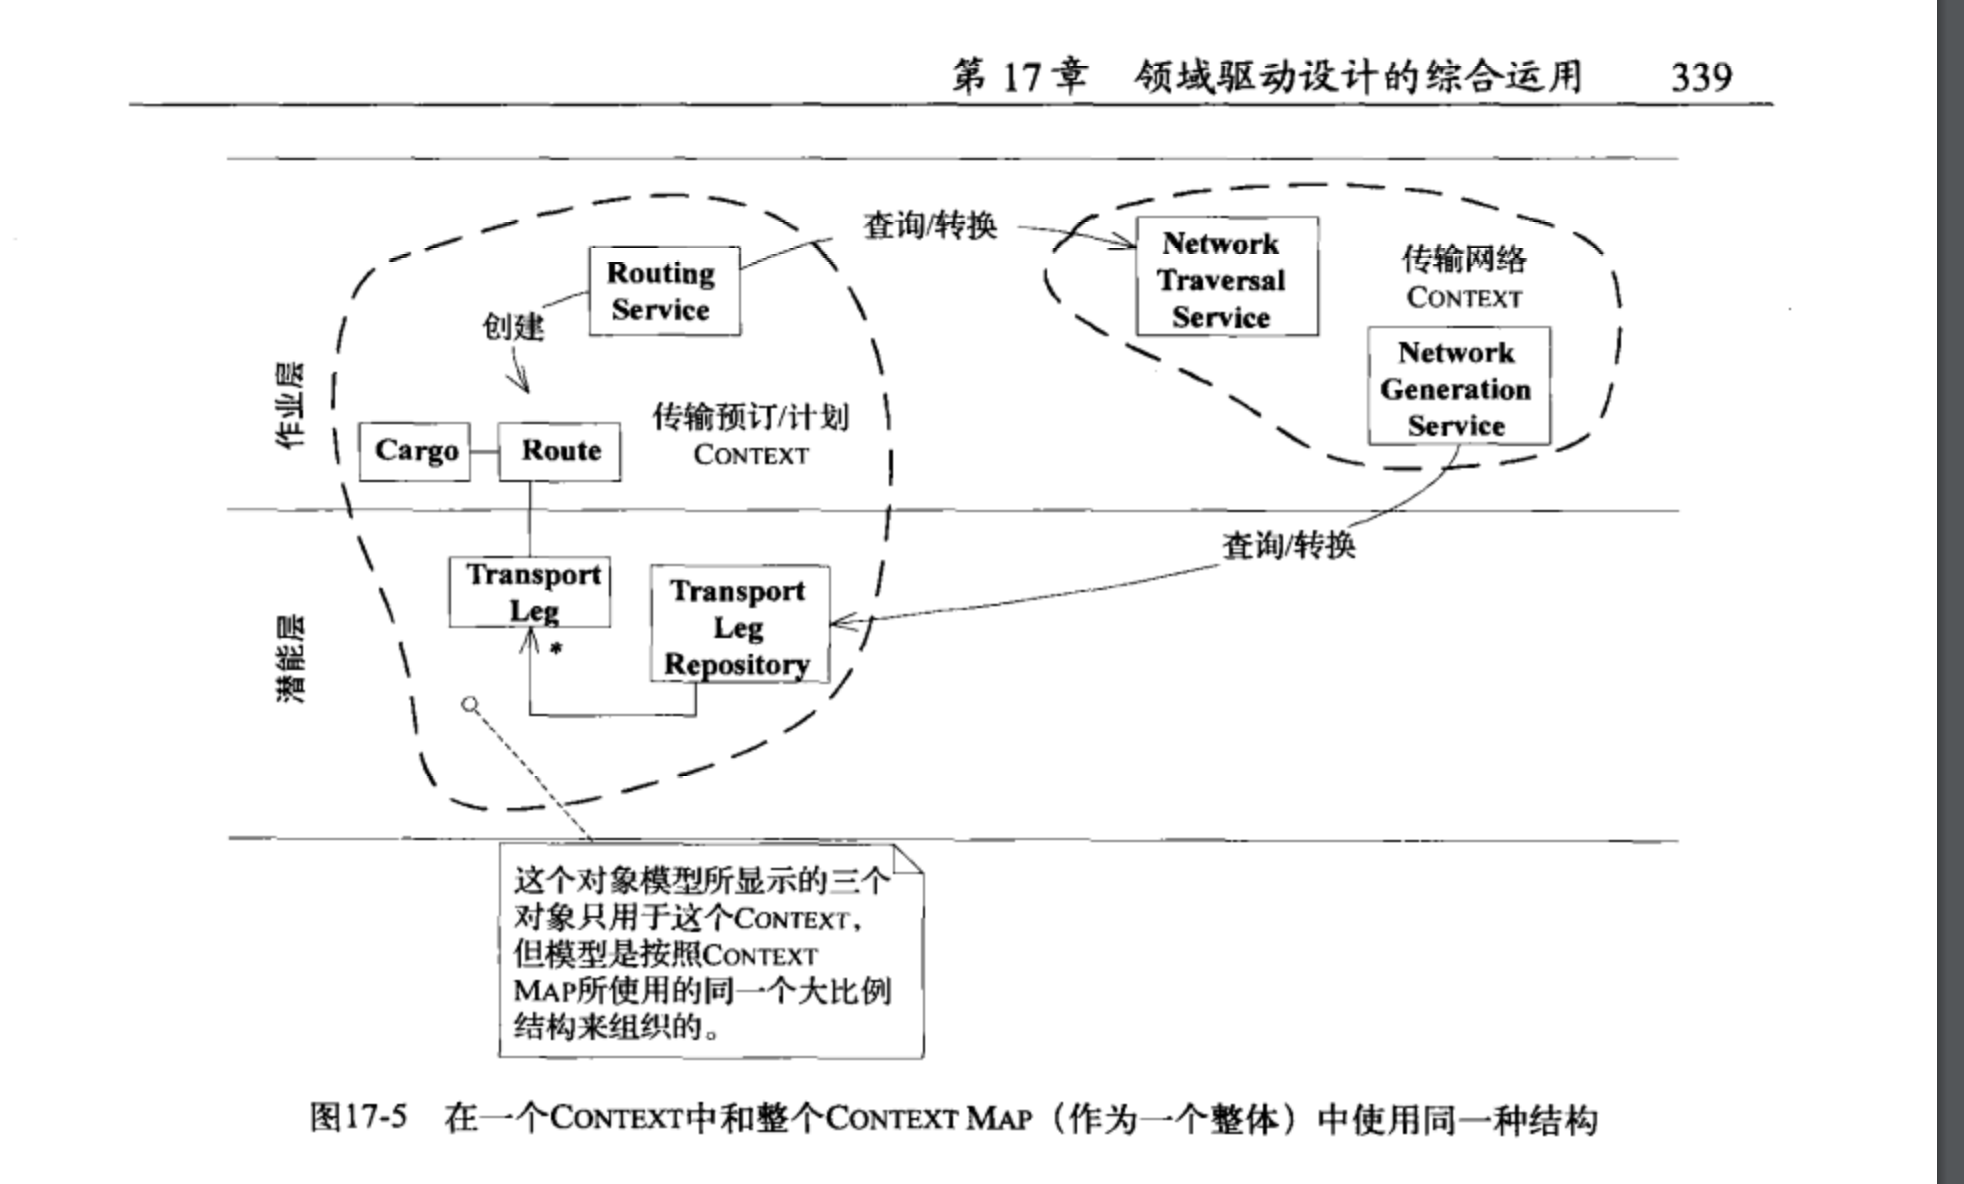 第 17 章 领域驱动设计的综合运用 339
查询/转换
Routing
Service
创建
Network
Traversal
Service
传输网络
CONTEXT
Network
Generation
Service
作业层
Cargo
Route
传输预订/计划
CONTEXT
查询/转换
潜能层
Transport
Leg
*
Transport
Leg
Repository
这个对象模型所显示的三个
对象只用于这个CONTEXT，
但模型是按照CONTEXT
MAP所使用的同一个大比例
结构来组织的。
图17-5 在一个CONTEXT中和整个CONTEXT MAP（作为一个整体）中使用同一种结构